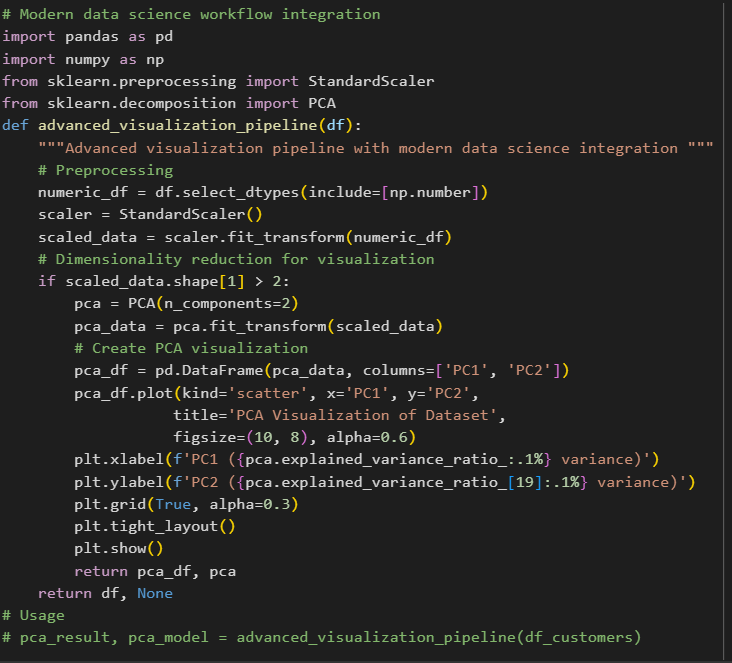 # Modern data science workflow integration
import pandas as pd
import numpy as np
from sklearn.preprocessing import StandardScaler
from sklearn.decomposition import PCA
def advanced_visualization_pipeline(df):
    """Advanced visualization pipeline with modern data science integration """
    # Preprocessing
    numeric_df = df.select_dtypes(include=[np.number])
    scaler = StandardScaler()
    scaled_data = scaler.fit_transform(numeric_df)
    # Dimensionality reduction for visualization
    if scaled_data.shape[1] > 2:
        pca = PCA(n_components=2)
        pca_data = pca.fit_transform(scaled_data)
        # Create PCA visualization
        pca_df = pd.DataFrame(pca_data, columns=['PC1', 'PC2'])
        pca_df.plot(kind='scatter', x='PC1', y='PC2',
                   title='PCA Visualization of Dataset',
                   figsize=(10, 8), alpha=0.6)
        plt.xlabel(f'PC1 ({pca.explained_variance_ratio_:.1%} variance)')
        plt.ylabel(f'PC2 ({pca.explained_variance_ratio_[19]:.1%} variance)')
        plt.grid(True, alpha=0.3)
        plt.tight_layout()
        plt.show()
        return pca_df, pca
    return df, None
# Usage
# pca_result, pca_model = advanced_visualization_pipeline(df_customers)